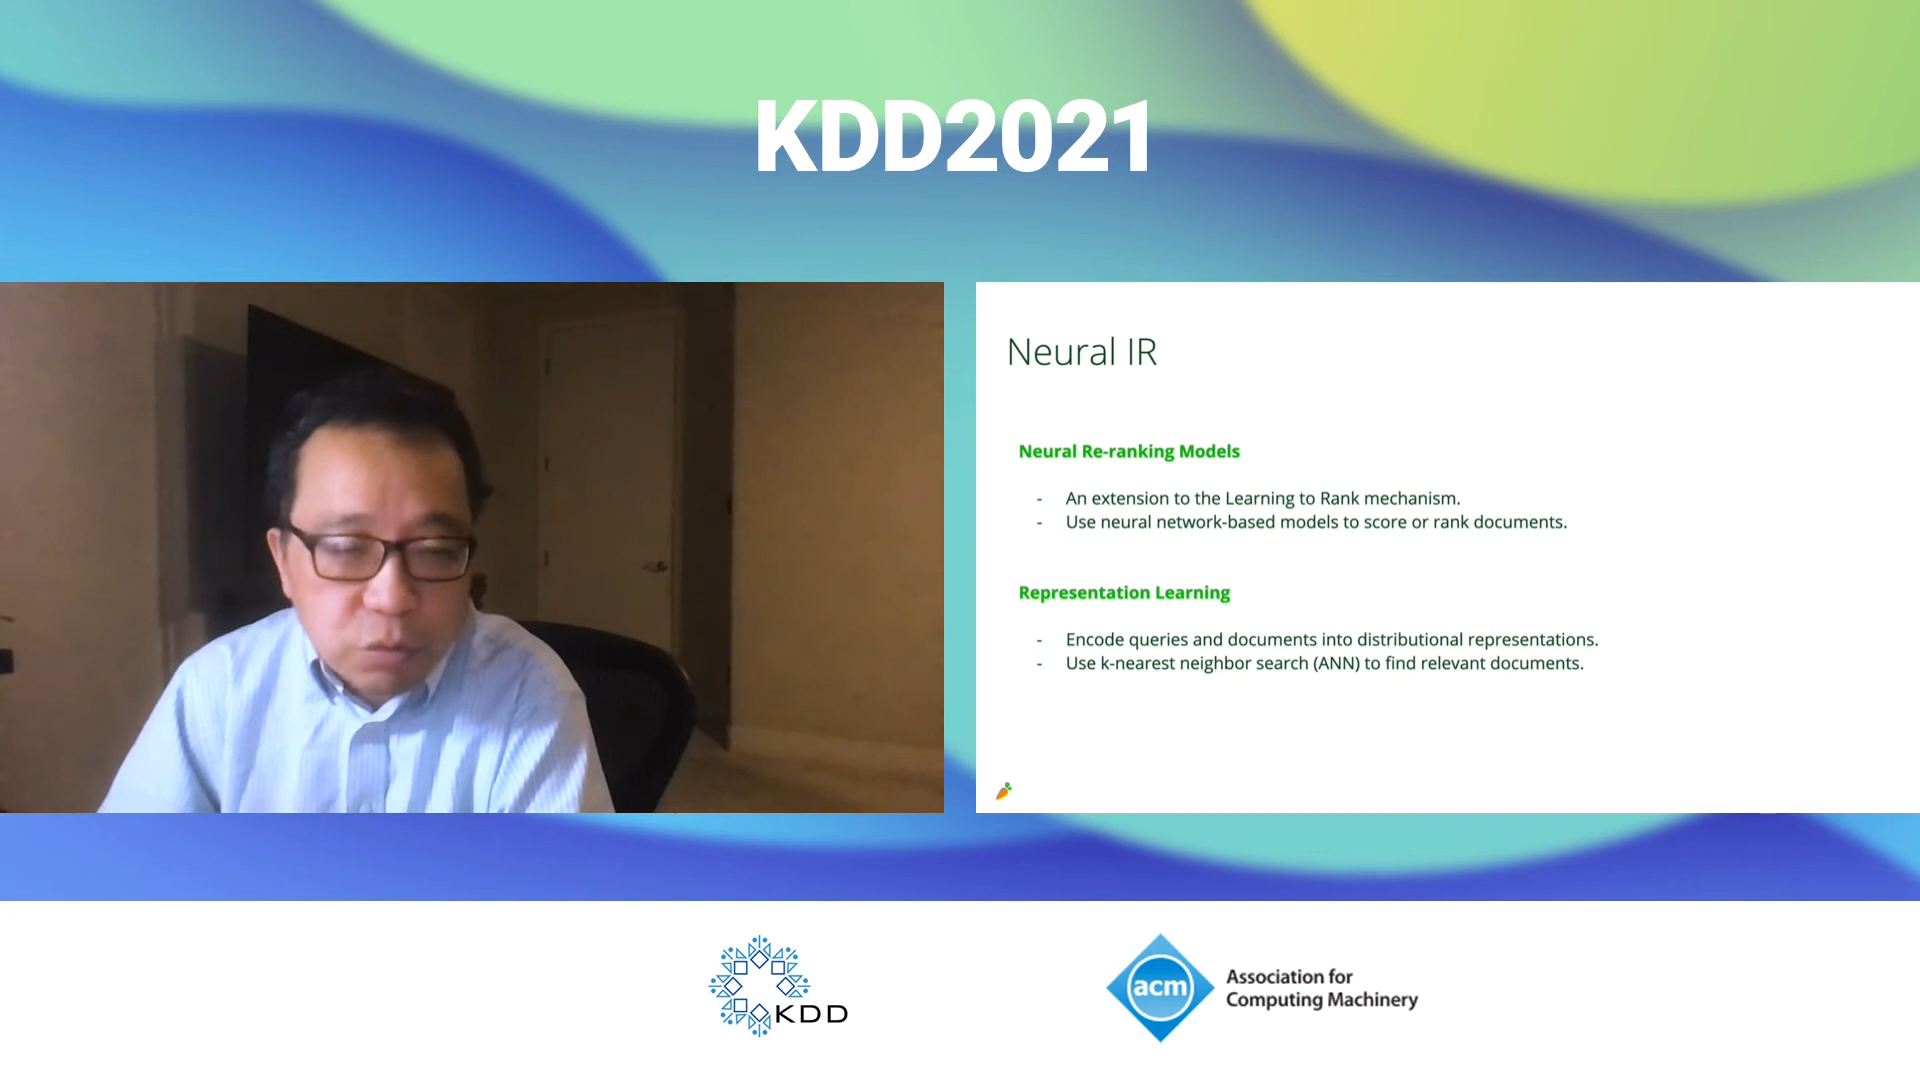 KDD2021
Neural IR
Neural Re-ranking Models
- An extension to the Learning to Rank mechanism.
- Use neural network-based models to score or rank documents.
Representation Learning
- Encode queries and documents into distributional representations.
- Use k-nearest neighbor search (ANN) to find relevant documents.
KDD
acm
Association for
Computing Machinery